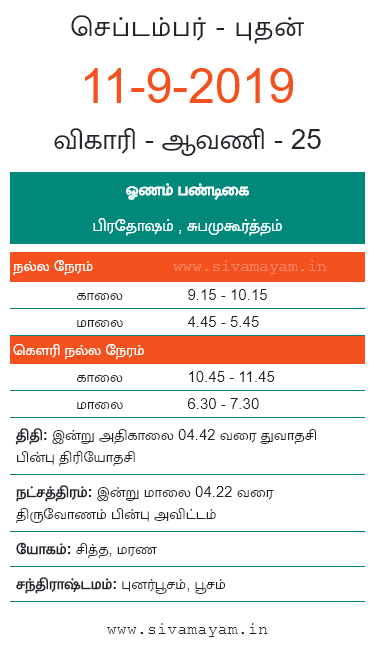 செப்டம்பர் - புதன்
11-9-2019
விகாரி - ஆவணி - 25
ஓணம் பண்டிகை
பிரதோஷம் , சுபமுகூர்த்தம்
நல்ல நேரம் www.sivamayam.in
காலை 9.15 - 10.15
மாலை 4.45 - 5.45
கௌரி நல்ல நேரம்
காலை 10.45 - 11.45
மாலை 6.30 - 7.30
திதி: இன்று அதிகாலை 04.42 வரை துவாதசி
பின்பு திரியோதசி
நட்சத்திரம்: இன்று மாலை 04.22 வரை
திருவோணம் பின்பு அவிட்டம்
யோகம்: சித்த, மரண
சந்திராஷ்டமம்: புனர்பூசம், பூசம்
www.sivamayam.in